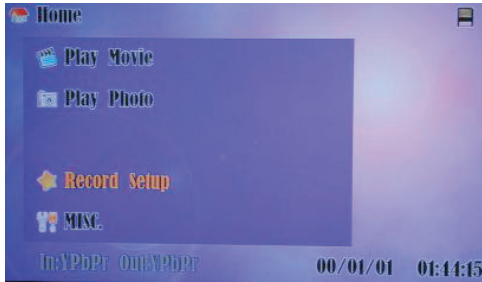 Home
Play Movie
Play Photo
Record Setup
MISC.
In:YPbPr Out:YPbPr
00/01/01 01:44:15